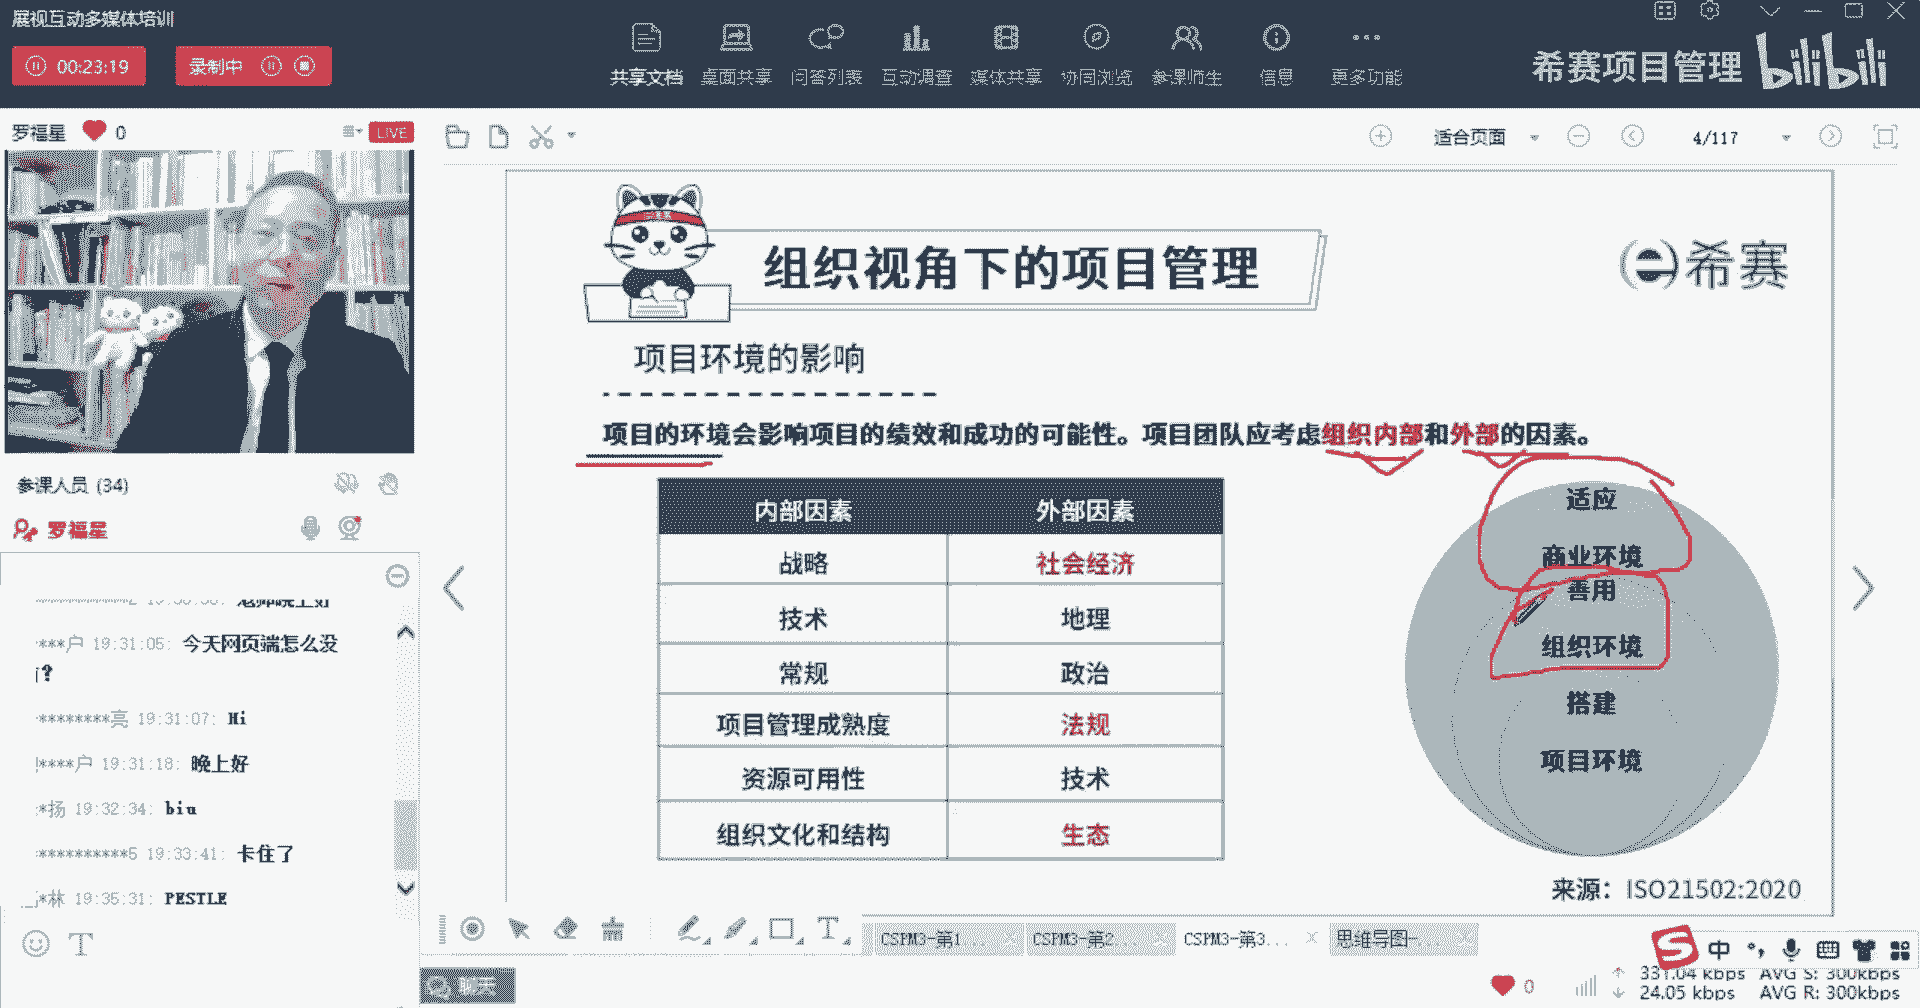 展视互动多媒体培训
00:23:19
录制中
共享文档 桌面共享 问答列表 互动调查 媒体共享 协同浏览 参课师生 信息 更多功能
希赛项目管理 bilibili
罗福星 0 LIVE
适合页面 4/117
组织视角下的项目管理
希赛
项目环境的影响
项目的环境会影响项目的绩效和成功的可能性。项目团队应考虑组织内部和外部的因素。
内部因素 外部因素
战略 社会经济
技术 地理
常规 政治
项目管理成熟度 法规
资源可用性 技术
组织文化和结构 生态
适应
商业环境
善用
组织环境
搭建
项目环境
来源：ISO21502:2020
参课人员 (34)
罗福星
老师晚上好
***户 19:31:05: 今天网页端怎么没
?
********亮 19:31:07: Hi
****户 19:31:18: 晚上好
*扬 19:32:34: biu
**********5 19:33:41: 卡住了
*林 19:35:31: PESTLE
CSPM3-第1 CSPM3-第2... CSPM3-第3... 思维导图-...
聊天
中
0
331.04 kbps AVG S: 300kbps
24.05 kbps AVG R: 300kbps